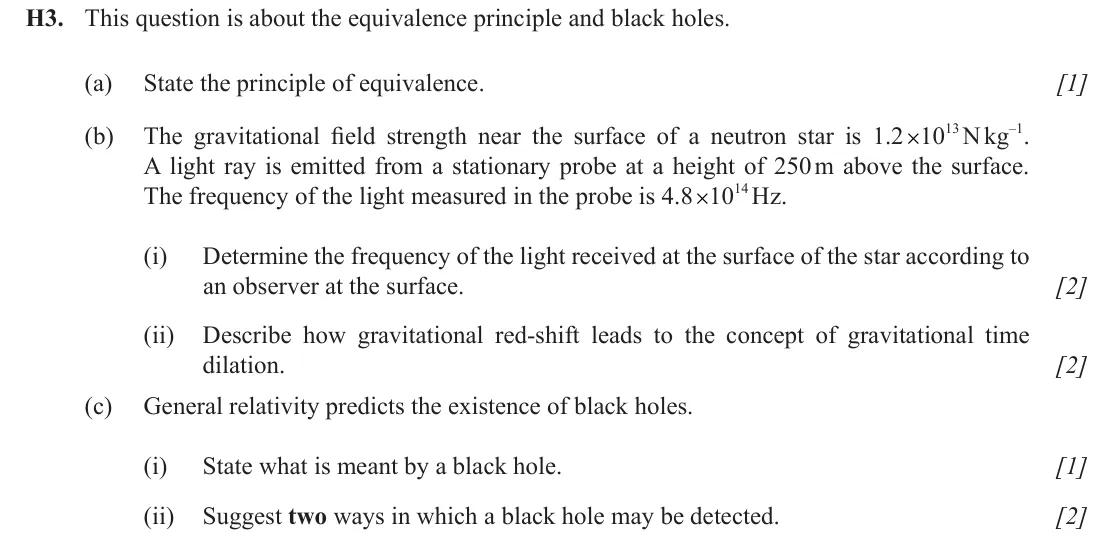 H3. This question is about the equivalence principle and black holes.
(a) State the principle of equivalence. [1]
(b) The gravitational field strength near the surface of a neutron star is 1.2×10¹³ N kg⁻¹.
A light ray is emitted from a stationary probe at a height of 250 m above the surface.
The frequency of the light measured in the probe is 4.8×10¹⁴ Hz.
(i) Determine the frequency of the light received at the surface of the star according to
an observer at the surface. [2]
(ii) Describe how gravitational red-shift leads to the concept of gravitational time
dilation. [2]
(c) General relativity predicts the existence of black holes.
(i) State what is meant by a black hole. [1]
(ii) Suggest two ways in which a black hole may be detected. [2]